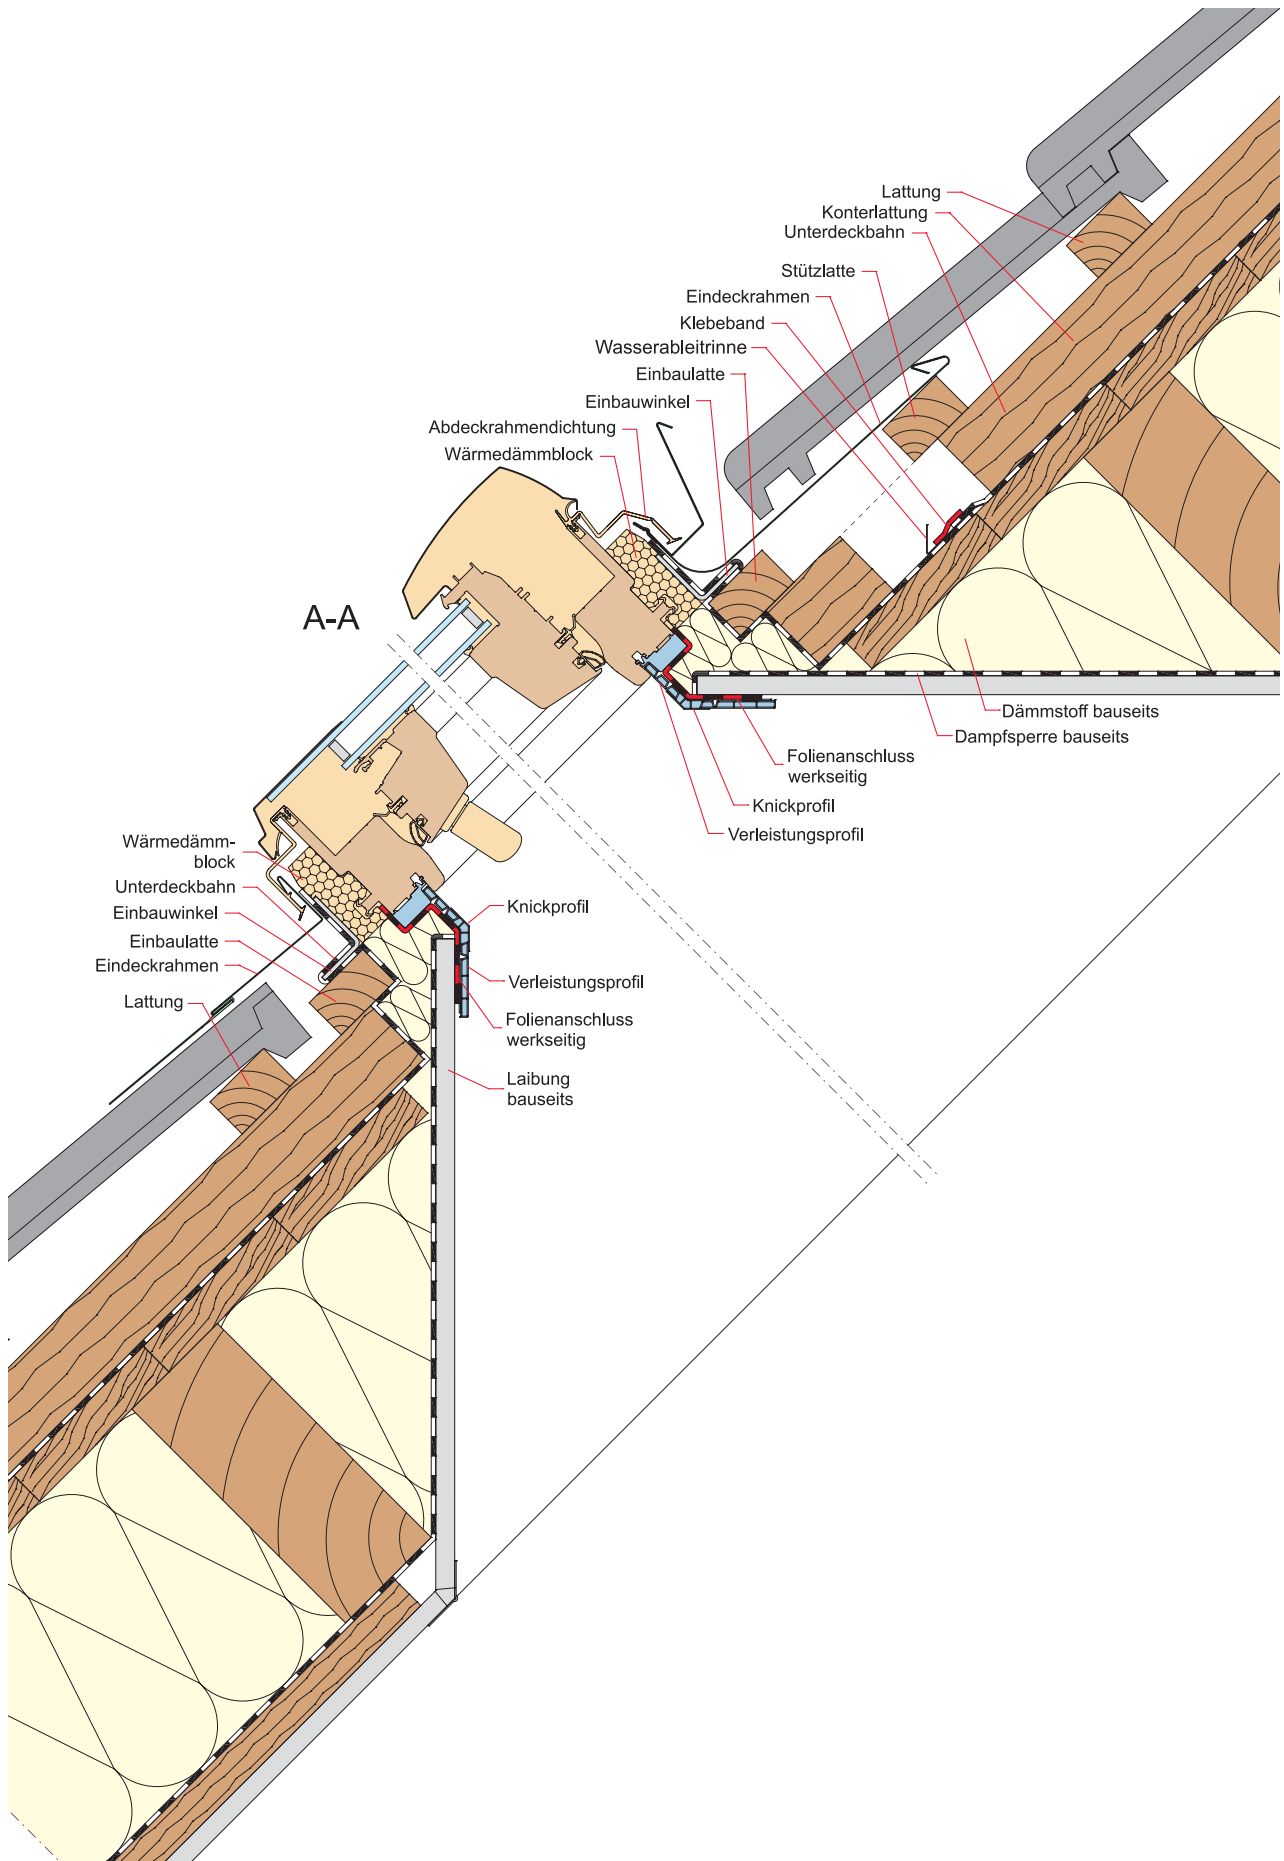 Lattung
Konterlattung
Unterdeckbahn
Stützlatte
Eindeckrahmen
Klebeband
Wasserableitrinne
Einbaulatte
Einbauwinkel
Abdeckrahmendichtung
Wärmedämmblock
A-A
Dämmstoff bauseits
Dampfsperre bauseits
Folienanschluss
werkseitig
Knickprofil
Verleistungsprofil
Wärmedämm-
block
Unterdeckbahn
Einbauwinkel
Einbaulatte
Eindeckrahmen
Lattung
Knickprofil
Verleistungsprofil
Folienanschluss
werkseitig
Laibung
bauseits